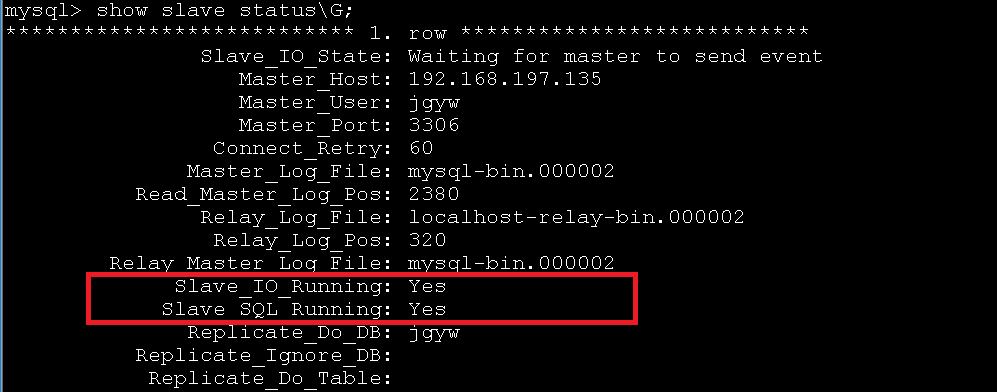 mysql> show slave status\G;
*************************** 1. row ***************************
Slave_IO_State: Waiting for master to send event
Master_Host: 192.168.197.135
Master_User: jgyw
Master_Port: 3306
Connect_Retry: 60
Master_Log_File: mysql-bin.000002
Read_Master_Log_Pos: 2380
Relay_Log_File: localhost-relay-bin.000002
Relay_Log_Pos: 320
Relay_Master_Log_File: mysql-bin.000002
Slave_IO_Running: Yes
Slave_SQL_Running: Yes
Replicate_Do_DB: jgyw
Replicate_Ignore_DB:
Replicate_Do_Table: